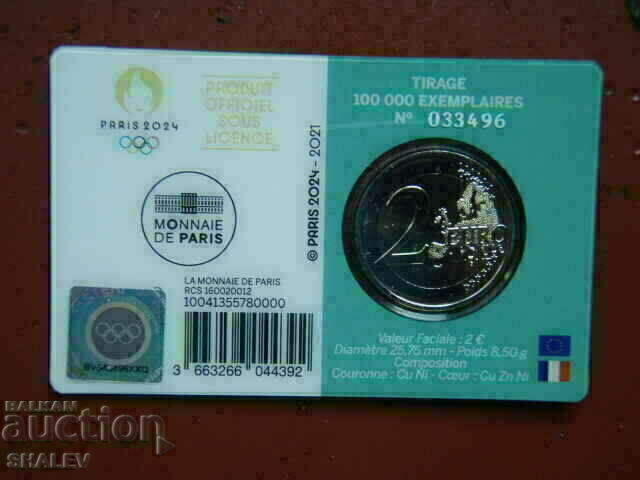 PARIS 2024
PRODUIT
OFFICIEL
SOUS
LICENCE
© PARIS 2024 - 2021
TIRAGE
100 000 EXEMPLAIRES
N° 033496
MONNAIE
DE PARIS
2 EURO
LA MONNAIE DE PARIS
RCS 160020012
10041355780000
3 663266 044392
Valeur Faciale : 2 €
Diamètre 25,75 mm - Poids 8,50 g
Composition
Couronne : Cu Ni - Cœur : Cu Zn Ni
BALKAN
auction
SHALEV